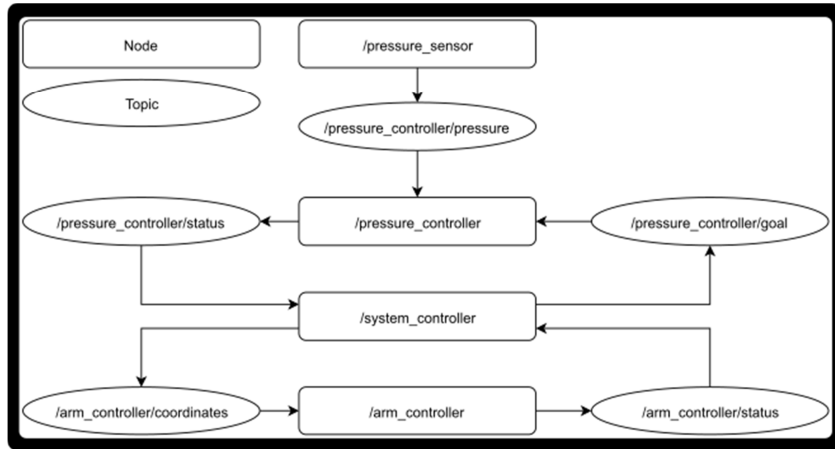 Node
/pressure_sensor
Topic
/pressure_controller/pressure
/pressure_controller/status
/pressure_controller
/pressure_controller/goal
/system_controller
/arm_controller/coordinates
/arm_controller
/arm_controller/status